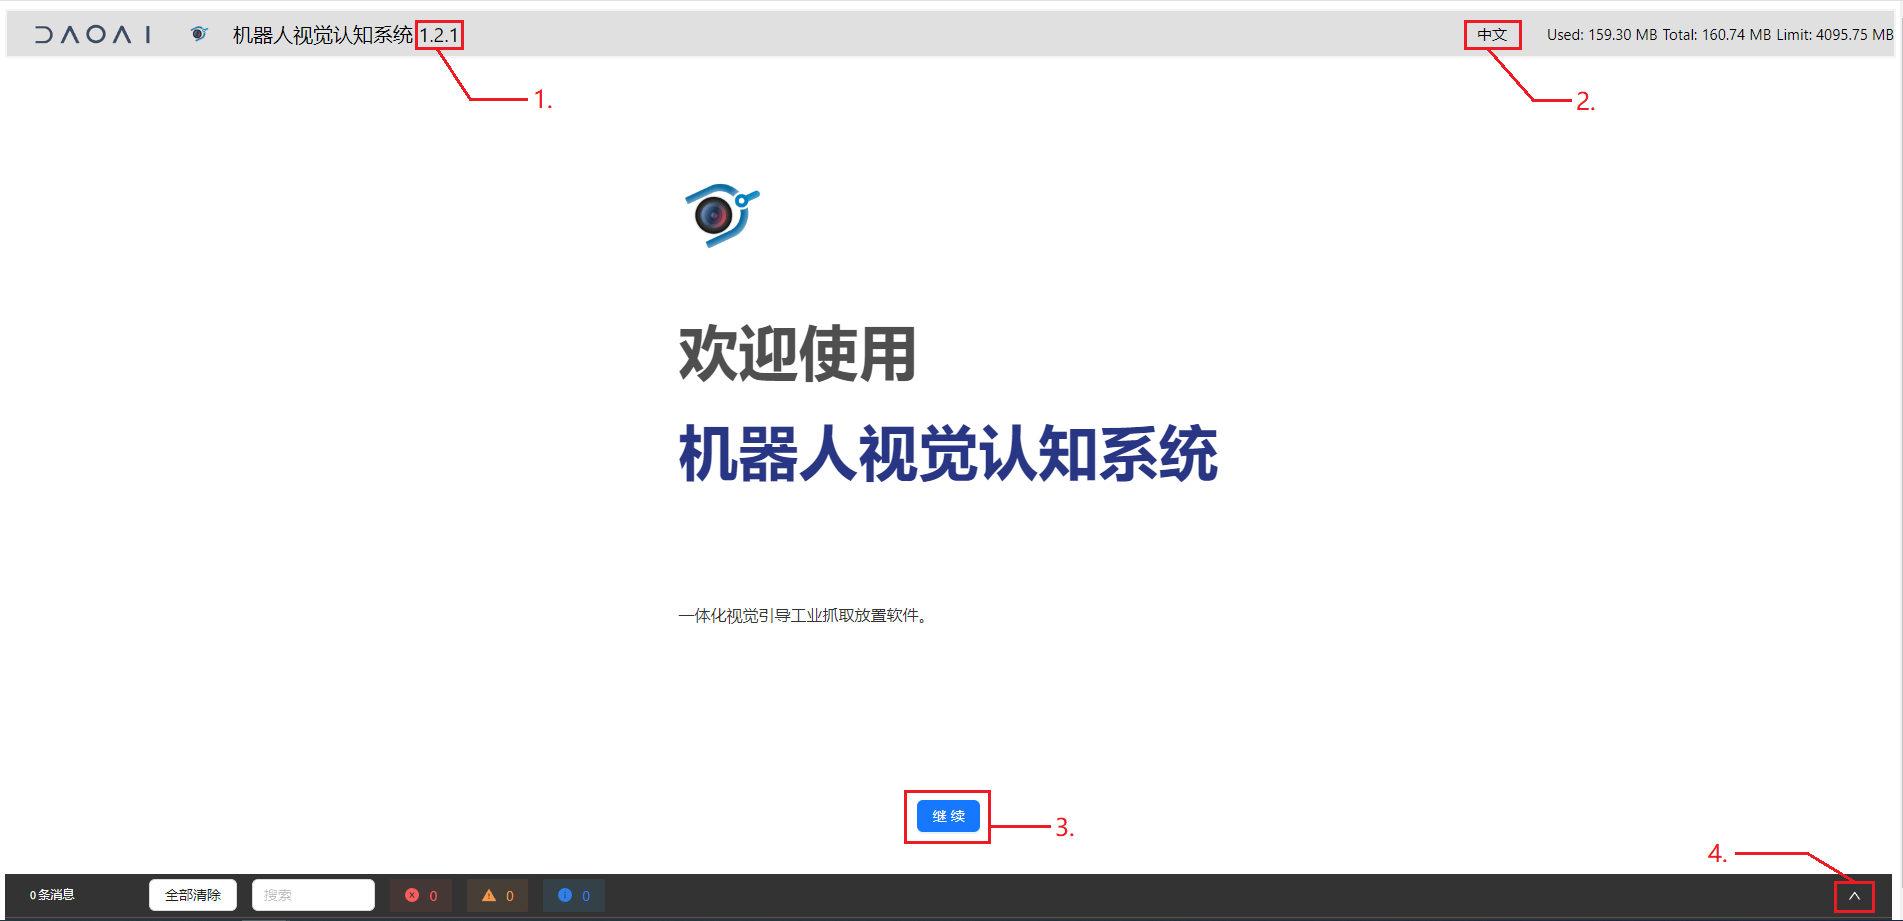 DAOAI 机器人视觉认知系统 1.2.1 中文 Used: 159.30 MB Total: 160.74 MB Limit: 4095.75 MB
1. 2.
欢迎使用
机器人视觉认知系统
一体化视觉引导工业抓取放置软件。
继 续 3.
4.
0 条消息 全部清除 搜索 0 0 0